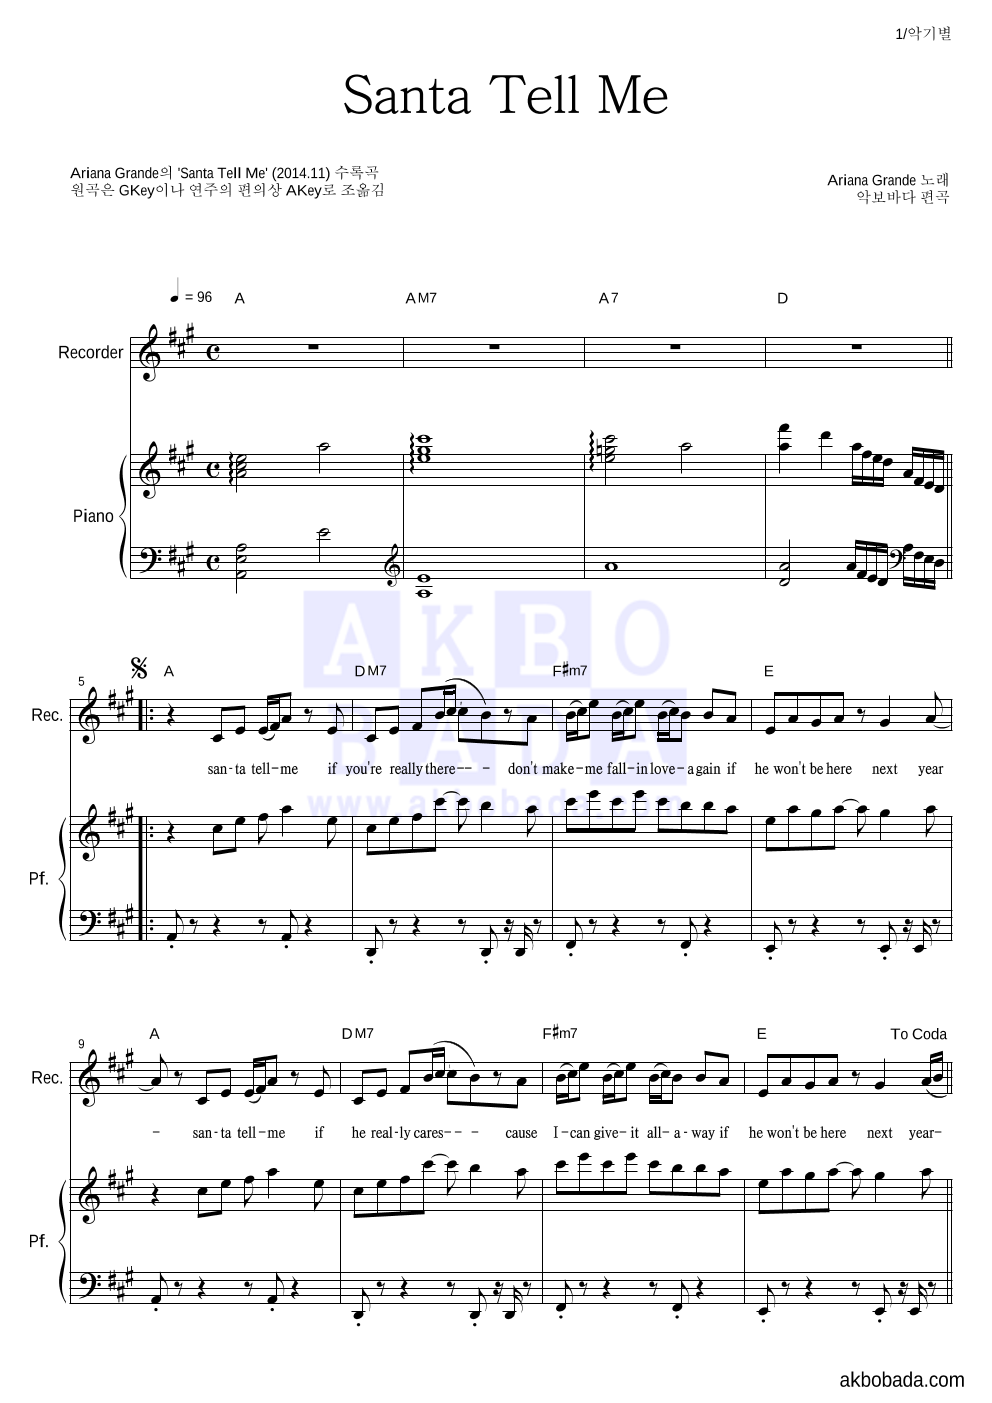 1/악기별
Santa Tell Me
Ariana Grande의 'Santa Tell Me' (2014.11) 수록곡
원곡은 GKey이나 연주의 편의상 AKey로 조옮김
Ariana Grande 노래
악보바다 편곡
= 96 A AM7 A7 D
Recorder
Piano
AKBO
BADA
www.akbobada.com
5 A DM7 F#m7 E
Rec.
san-ta tell-me if you're really there-- - don't make-me fall-in love-again if he won't be here next year
Pf.
9 A DM7 F#m7 E To Coda
Rec.
- san-ta tell-me if he real-ly cares-- - cause I-can give-it all-a-way if he won't be here next year-
Pf.
akbobada.com